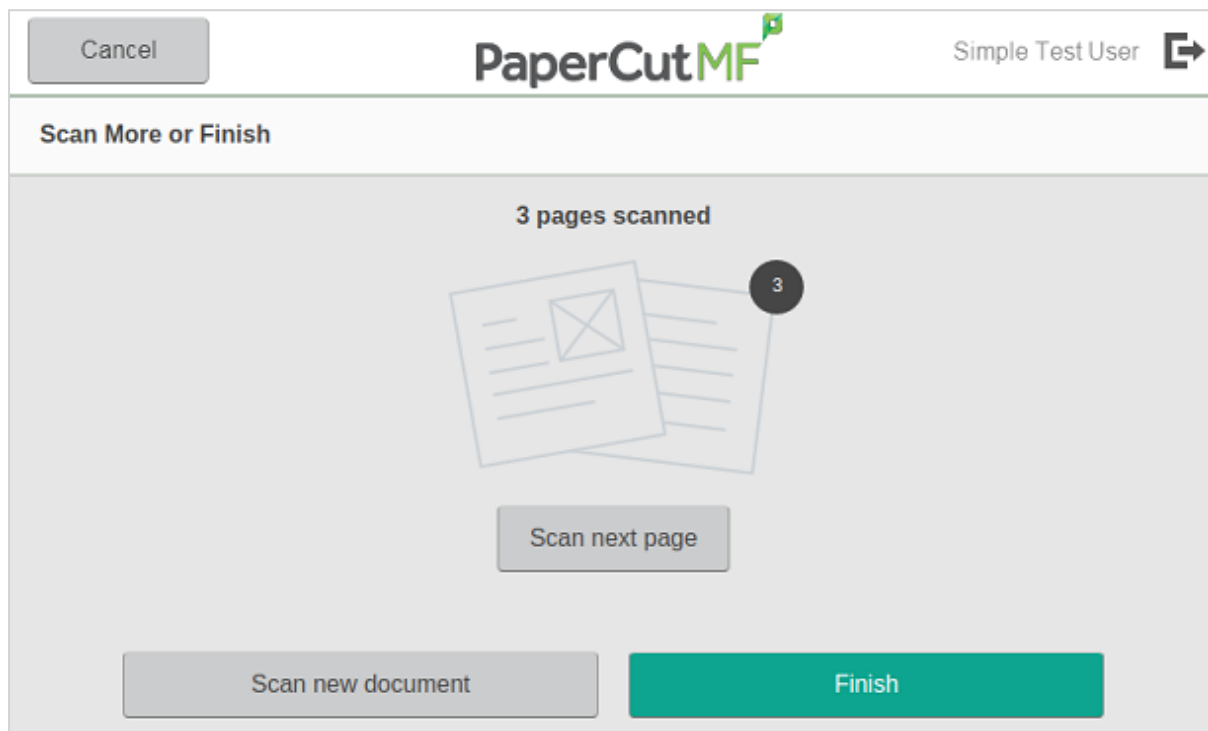 Cancel
PaperCutMF
Simple Test User
Scan More or Finish
3 pages scanned
3
Scan next page
Scan new document
Finish